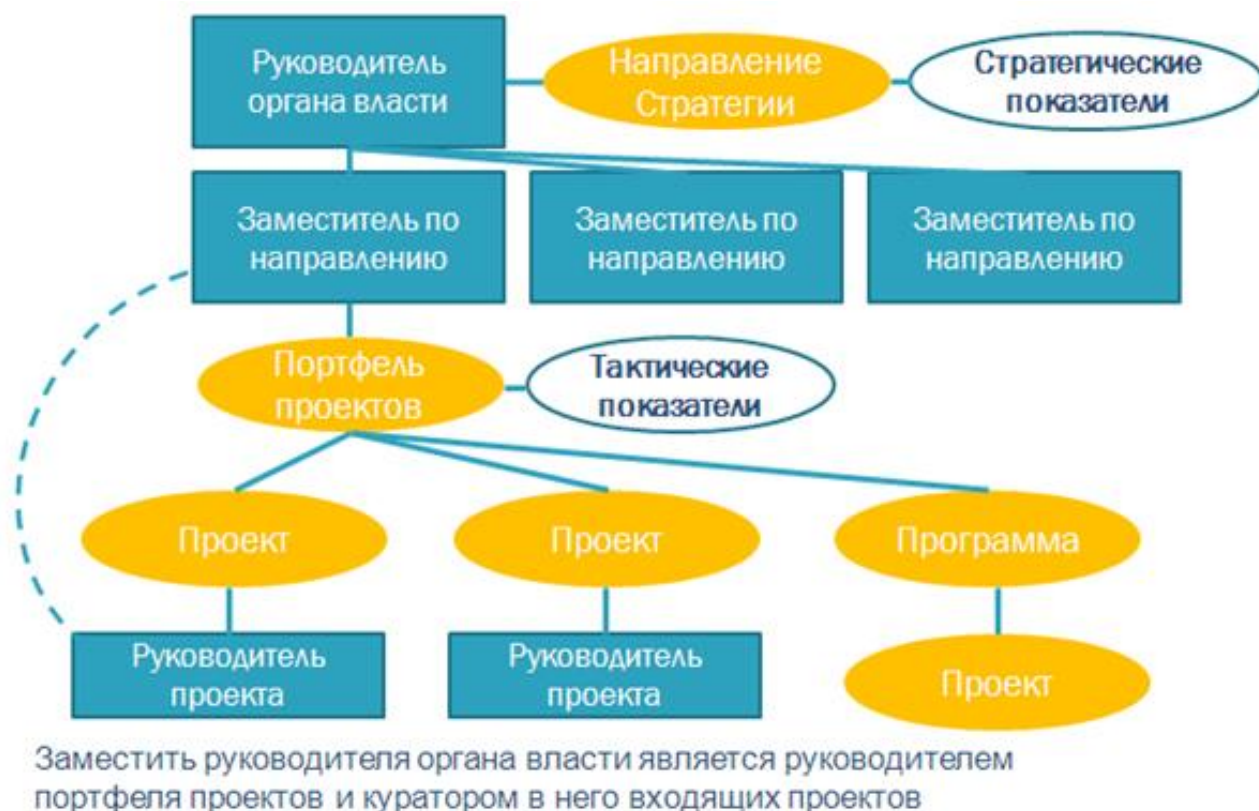 Руководитель
органа власти
Направление
Стратегии
Стратегические
показатели
Заместитель по
направлению
Заместитель по
направлению
Заместитель по
направлению
Портфель
проектов
Тактические
показатели
Проект
Проект
Программа
Руководитель
проекта
Руководитель
проекта
Проект
Заместить руководителя органа власти является руководителем
портфеля проектов и куратором в него входящих проектов